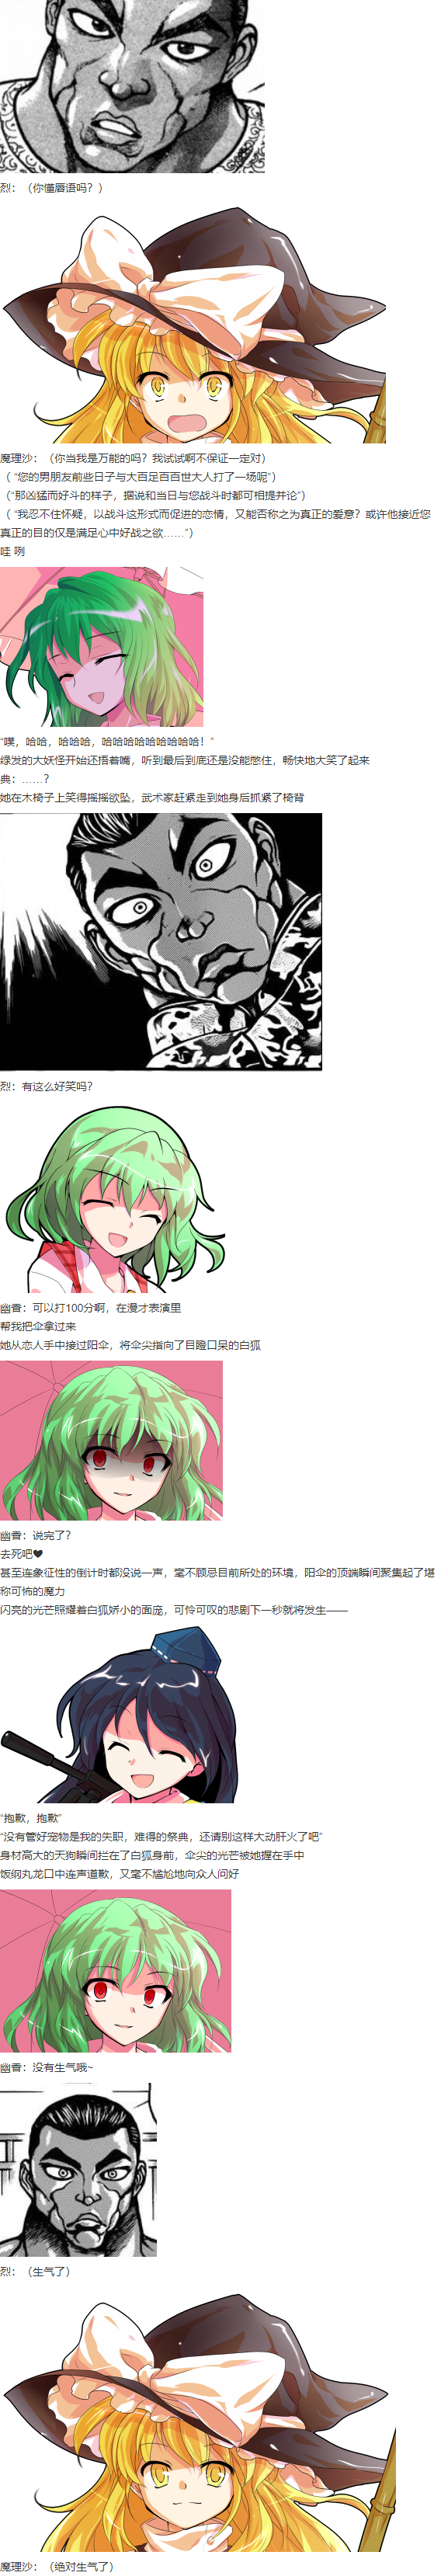 烈：（你懂唇语吗？）
魔理沙：（你当我是万能的吗？我试试啊不保证一定对）
（ “您的男朋友前些日子与大百足百百世大人打了一场呢”）
（“那凶猛而好斗的样子，据说和当日与您战斗时都可相提并论”）
（ “我忍不住怀疑，以战斗这形式而促进的恋情，又能否称之为真正的爱意？或许他接近您
真正的目的仅是满足心中好战之欲……”）
哇 咧
“噗，哈哈，哈哈哈，哈哈哈哈哈哈哈哈哈！“
绿发的大妖怪开始还捂着嘴，听到最后到底还是没能憋住，畅快地大笑了起来
典：……？
她在木椅子上笑得摇摇欲坠，武术家赶紧走到她身后抓紧了椅背
烈：有这么好笑吗？
幽香：可以打100分啊，在漫才表演里
帮我把伞拿过来
她从恋人手中接过阳伞，将伞尖指向了目瞪口呆的白狐
幽香：说完了？
去死吧♥
甚至连象征性的倒计时都没说一声，毫不顾忌目前所处的环境，阳伞的顶端瞬间聚集起了堪
称可怖的魔力
闪亮的光芒照耀着白狐娇小的面庞，可怜可叹的悲剧下一秒就将发生——
“抱歉，抱歉”
“没有管好宠物是我的失职，难得的祭典，还请别这样大动肝火了吧”
身材高大的天狗瞬间拦在了白狐身前，伞尖的光芒被她握在手中
饭纲丸龙口中连声道歉，又毫不尴尬地向众人问好
幽香：没有生气哦~
烈：（生气了）
魔理沙：（绝对生气了）